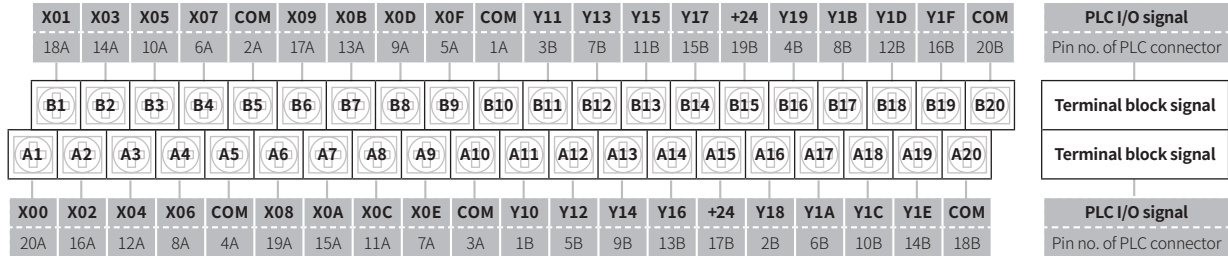 X01 X03 X05 X07 COM X09 X0B X0D X0F COM Y11 Y13 Y15 Y17 +24 Y19 Y1B Y1D Y1F COM PLC I/O signal
18A 14A 10A 6A 2A 17A 13A 9A 5A 1A 3B 7B 11B 15B 19B 4B 8B 12B 16B 20B Pin no. of PLC connector
B1 B2 B3 B4 B5 B6 B7 B8 B9 B10 B11 B12 B13 B14 B15 B16 B17 B18 B19 B20 Terminal block signal
A1 A2 A3 A4 A5 A6 A7 A8 A9 A10 A11 A12 A13 A14 A15 A16 A17 A18 A19 A20 Terminal block signal
X00 X02 X04 X06 COM X08 X0A X0C X0E COM Y10 Y12 Y14 Y16 +24 Y18 Y1A Y1C Y1E COM PLC I/O signal
20A 16A 12A 8A 4A 19A 15A 11A 7A 3A 1B 5B 9B 13B 17B 2B 6B 10B 14B 18B Pin no. of PLC connector